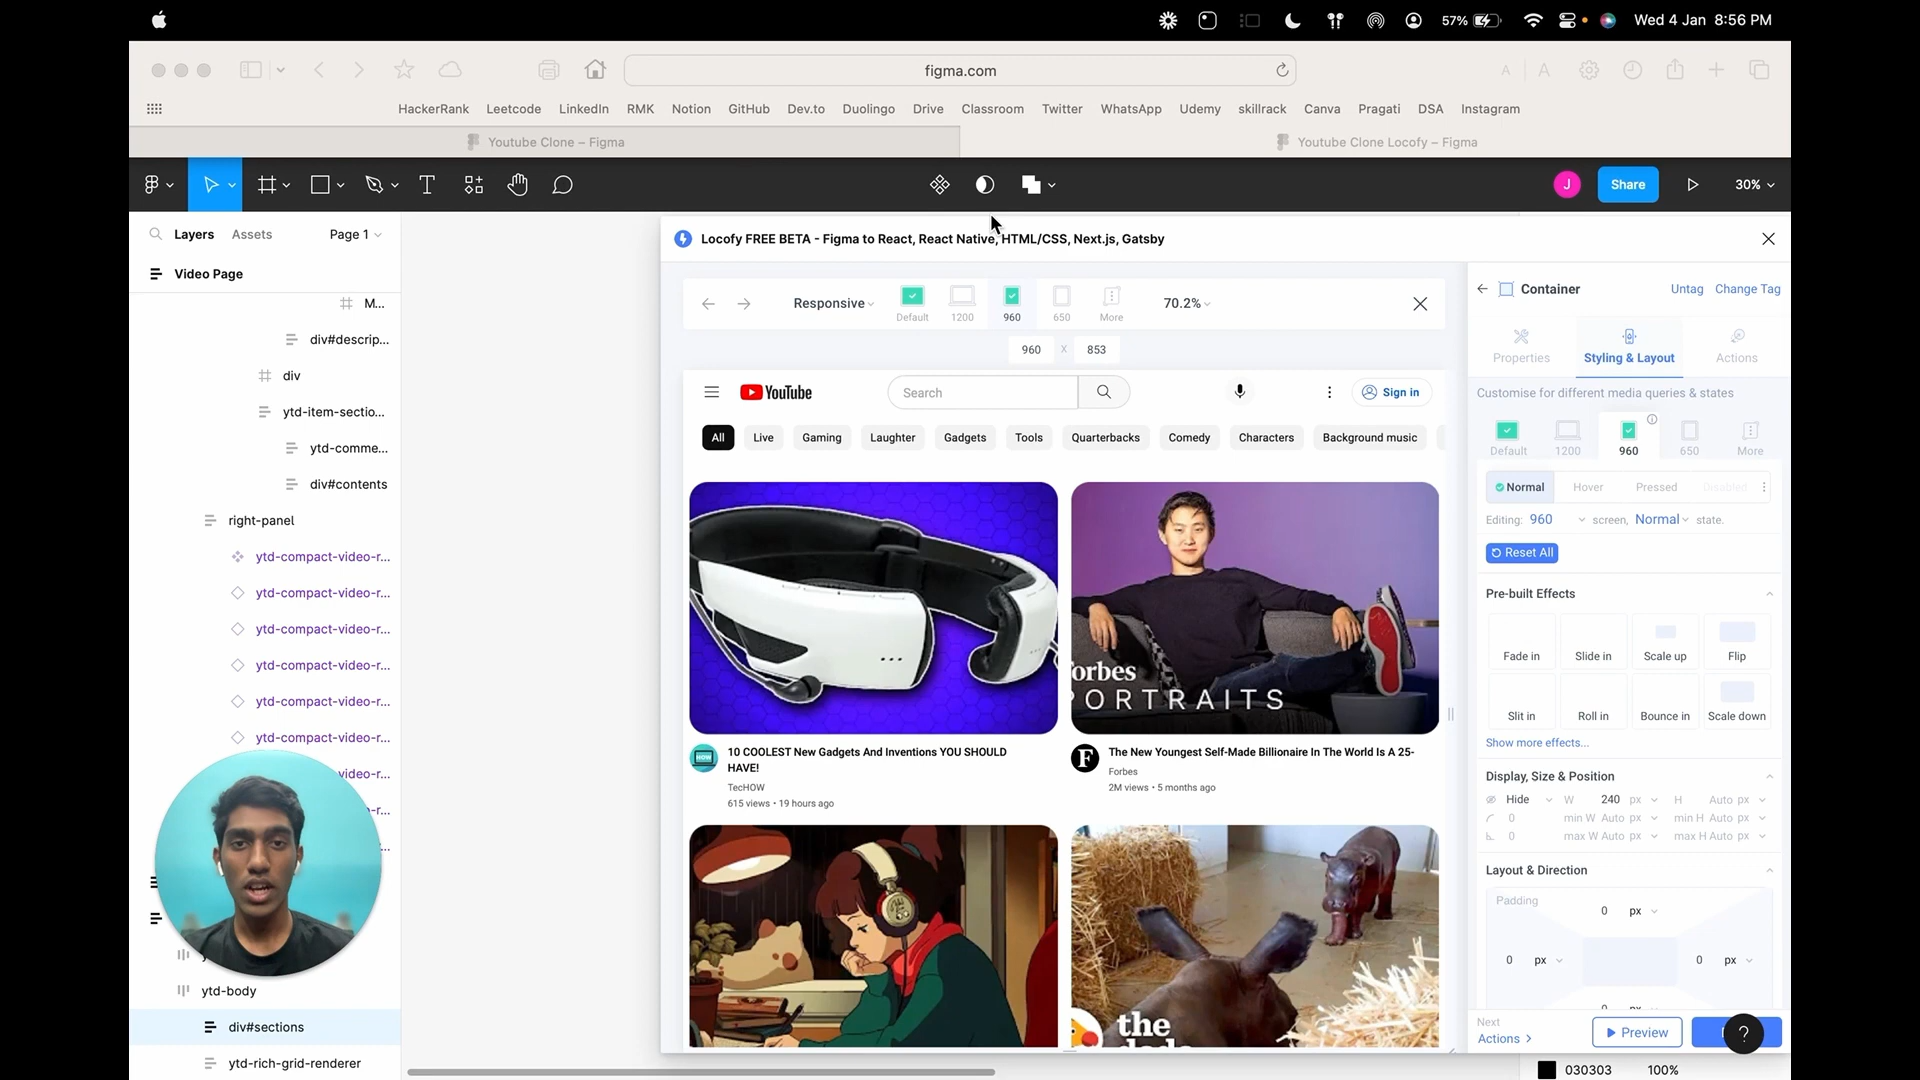 57%
Wed 4 Jan 8:56 PM
figma.com
A A
HackerRank Leetcode LinkedIn RMK Notion GitHub Dev.to Duolingo Drive Classroom Twitter WhatsApp Udemy skillrack Canva Pragati DSA Instagram
Youtube Clone – Figma
Youtube Clone Locofy – Figma
J
Share
30%
Layers Assets Page 1
Video Page
M...
div#descrip...
div
ytd-item-sectio...
ytd-comme...
div#contents
right-panel
ytd-compact-video-r...
ytd-compact-video-r...
ytd-compact-video-r...
ytd-compact-video-r...
ytd-compact-video-r...
ytd-compact-video-r...
video-r...
ytd-body
div#sections
ytd-rich-grid-renderer
Locofy FREE BETA - Figma to React, React Native, HTML/CSS, Next.js, Gatsby
Responsive
Default 1200 960 650 More
70.2%
960 x 853
YouTube
Search
Sign in
All Live Gaming Laughter Gadgets Tools Quarterbacks Comedy Characters Background music
orbes
PORTRAITS
10 COOLEST New Gadgets And Inventions YOU SHOULD
HAVE!
TecHOW
615 views • 19 hours ago
F
The New Youngest Self-Made Billionaire In The World Is A 25-
Forbes
2M views • 5 months ago
the
Container
Untag Change Tag
Properties Styling & Layout Actions
Customise for different media queries & states
Default 1200 960 650 More
Normal Hover Pressed Disabled
Editing: 960 screen, Normal state.
Reset All
Pre-built Effects
Fade in Slide in Scale up Flip
Slit in Roll in Bounce in Scale down
Show more effects...
Display, Size & Position
Hide W 240 px H Auto px
0 min W Auto px min H Auto px
0 max W Auto px max H Auto px
Layout & Direction
Padding
0 px
0 px
0 px
Next
Actions >
Preview
?
030303 100%